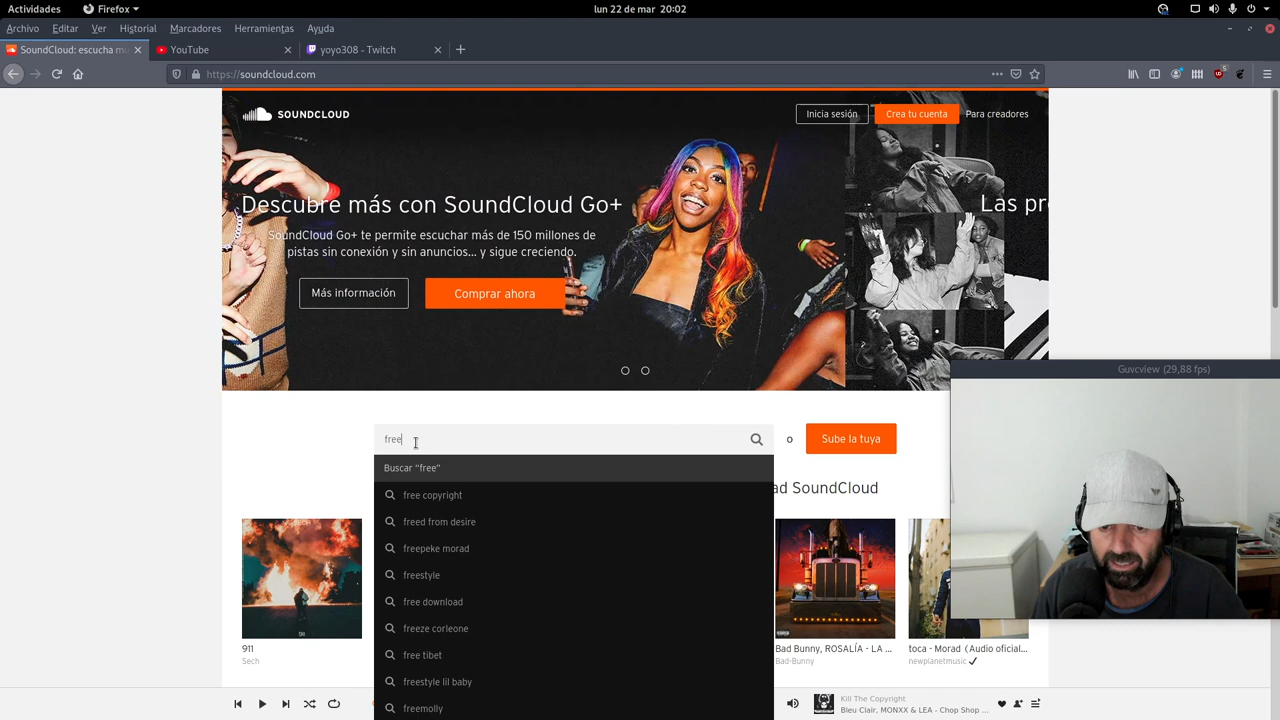 Actividades
Firefox
lun 22 de mar 20:02
Archivo Editar Ver Historial Marcadores Herramientas Ayuda
SoundCloud: escucha mu
YouTube
yoyo308 - Twitch
https://soundcloud.com
5
SOUNDCLOUD
Inicia sesión
Crea tu cuenta
Para creadores
Descubre más con SoundCloud Go+
Las pr
SoundCloud Go+ te permite escuchar más de 150 millones de
pistas sin conexión y sin anuncios... y sigue creciendo.
Más información
Comprar ahora
Guvcview (29,88 fps)
free
o
Sube la tuya
Buscar “free”
free copyright
freed from desire
freepeke morad
freestyle
free download
freeze corleone
free tibet
freestyle lil baby
freemolly
ad SoundCloud
911
Sech
Bad Bunny, ROSALÍA - LA ...
Bad-Bunny
toca - Morad (Audio oficial...
newplanetmusic
Kill The Copyright
Bleu Clair, MONXX & LEA - Chop Shop ...